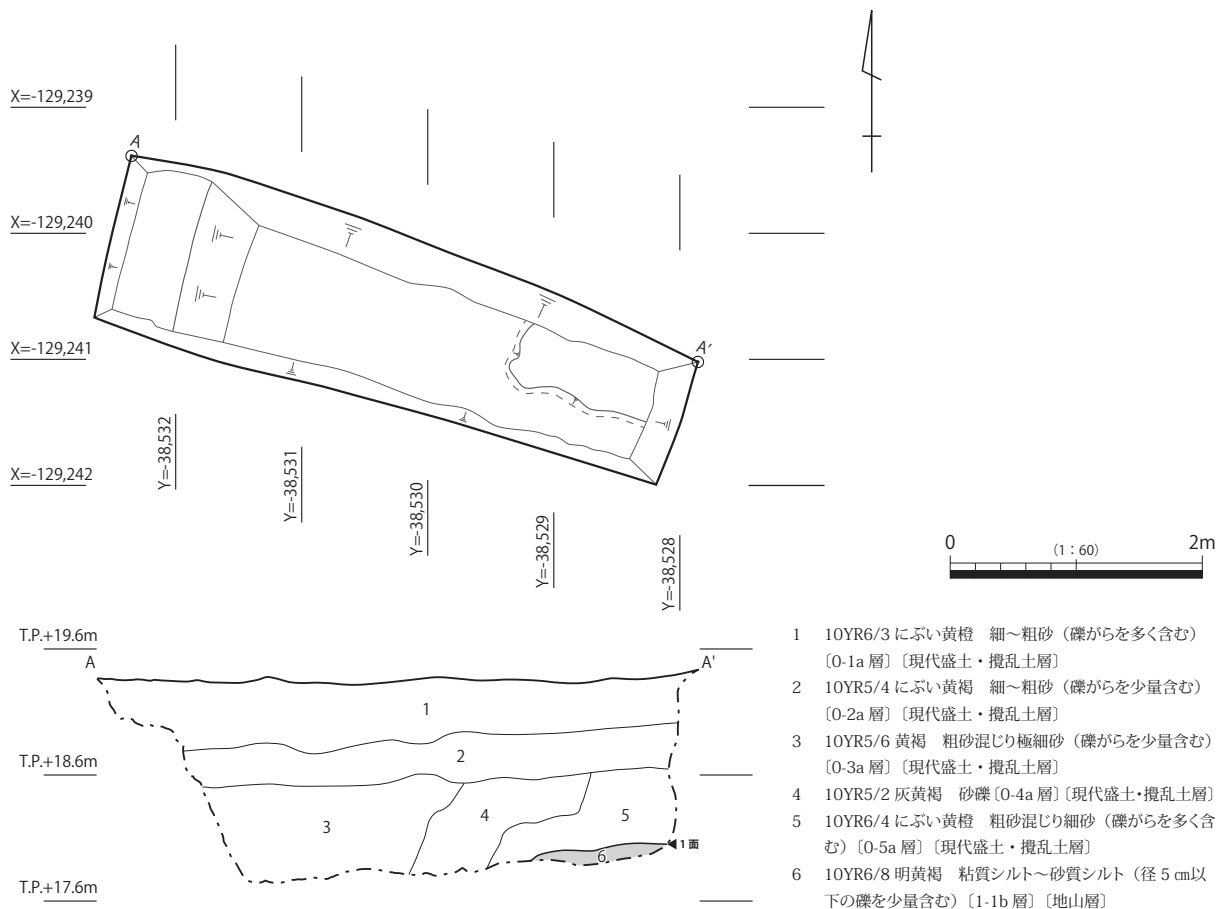 X=-129,239
A
X=-129,240
X=-129,241
A′
X=-129,242
Y=-38,532
Y=-38,531
Y=-38,530
Y=-38,529
Y=-38,528
0
(1：60)
2m
T.P.+19.6m
A
A'
1
2
T.P.+18.6m
3
4
5
6
1面
T.P.+17.6m
1 10YR6/3 にぶい黄橙 細～粗砂（礫がらを多く含む）
〔0-1a 層〕〔現代盛土・攪乱土層〕
2 10YR5/4 にぶい黄褐 細～粗砂（礫がらを少量含む）
〔0-2a 層〕〔現代盛土・攪乱土層〕
3 10YR5/6 黄褐 粗砂混じり極細砂（礫がらを少量含む）
〔0-3a 層〕〔現代盛土・攪乱土層〕
4 10YR5/2 灰黄褐 砂礫〔0-4a 層〕〔現代盛土・攪乱土層〕
5 10YR6/4 にぶい黄橙 粗砂混じり細砂（礫がらを多く含
む）〔0-5a 層〕〔現代盛土・攪乱土層〕
6 10YR6/8 明黄褐 粘質シルト～砂質シルト（径 5 ㎝以
下の礫を少量含む）〔1-1b 層〕〔地山層〕